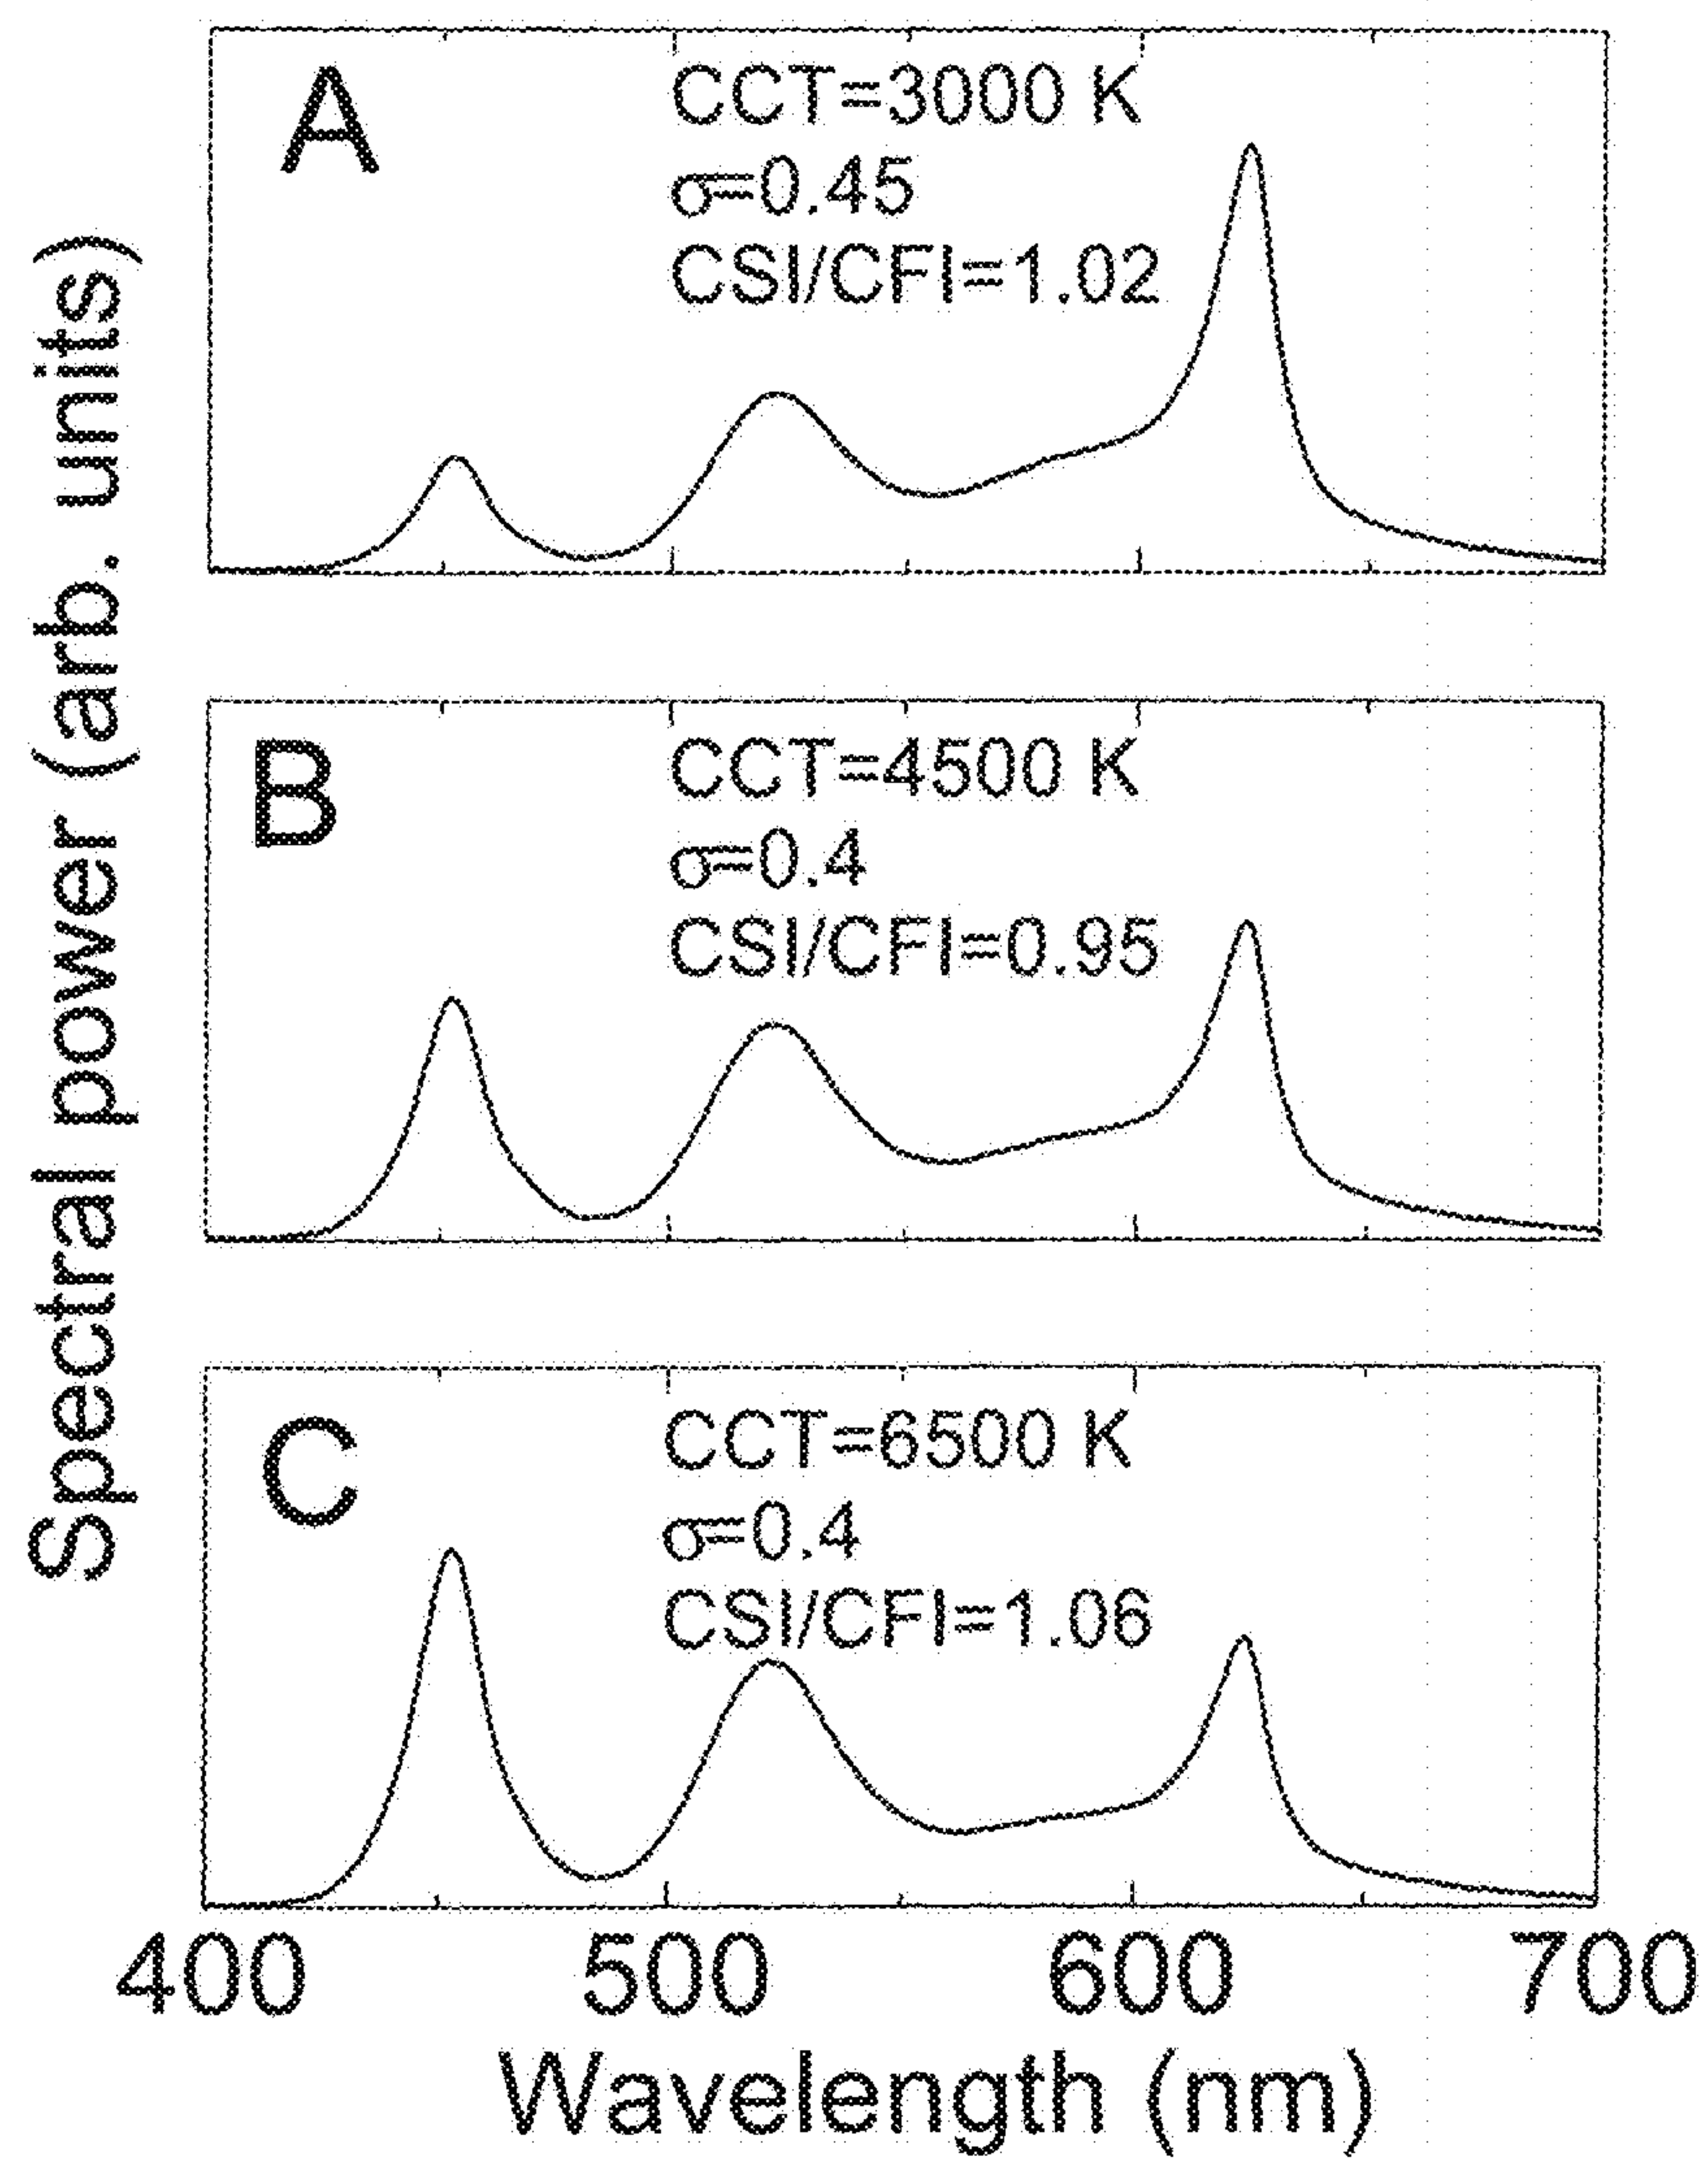 Spectral power (arb. units)
A
CCT=3000 K
σ=0.45
CSI/CFI=1.02
B
CCT=4500 K
σ=0.4
CSI/CFI=0.95
C
CCT=6500 K
σ=0.4
CSI/CFI=1.06
400 500 600 700
Wavelength (nm)